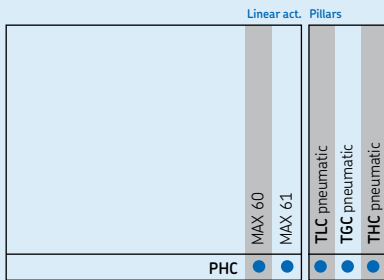 Linear act. Pillars
MAX 60
MAX 61
TLC pneumatic
TGC pneumatic
THC pneumatic
PHC